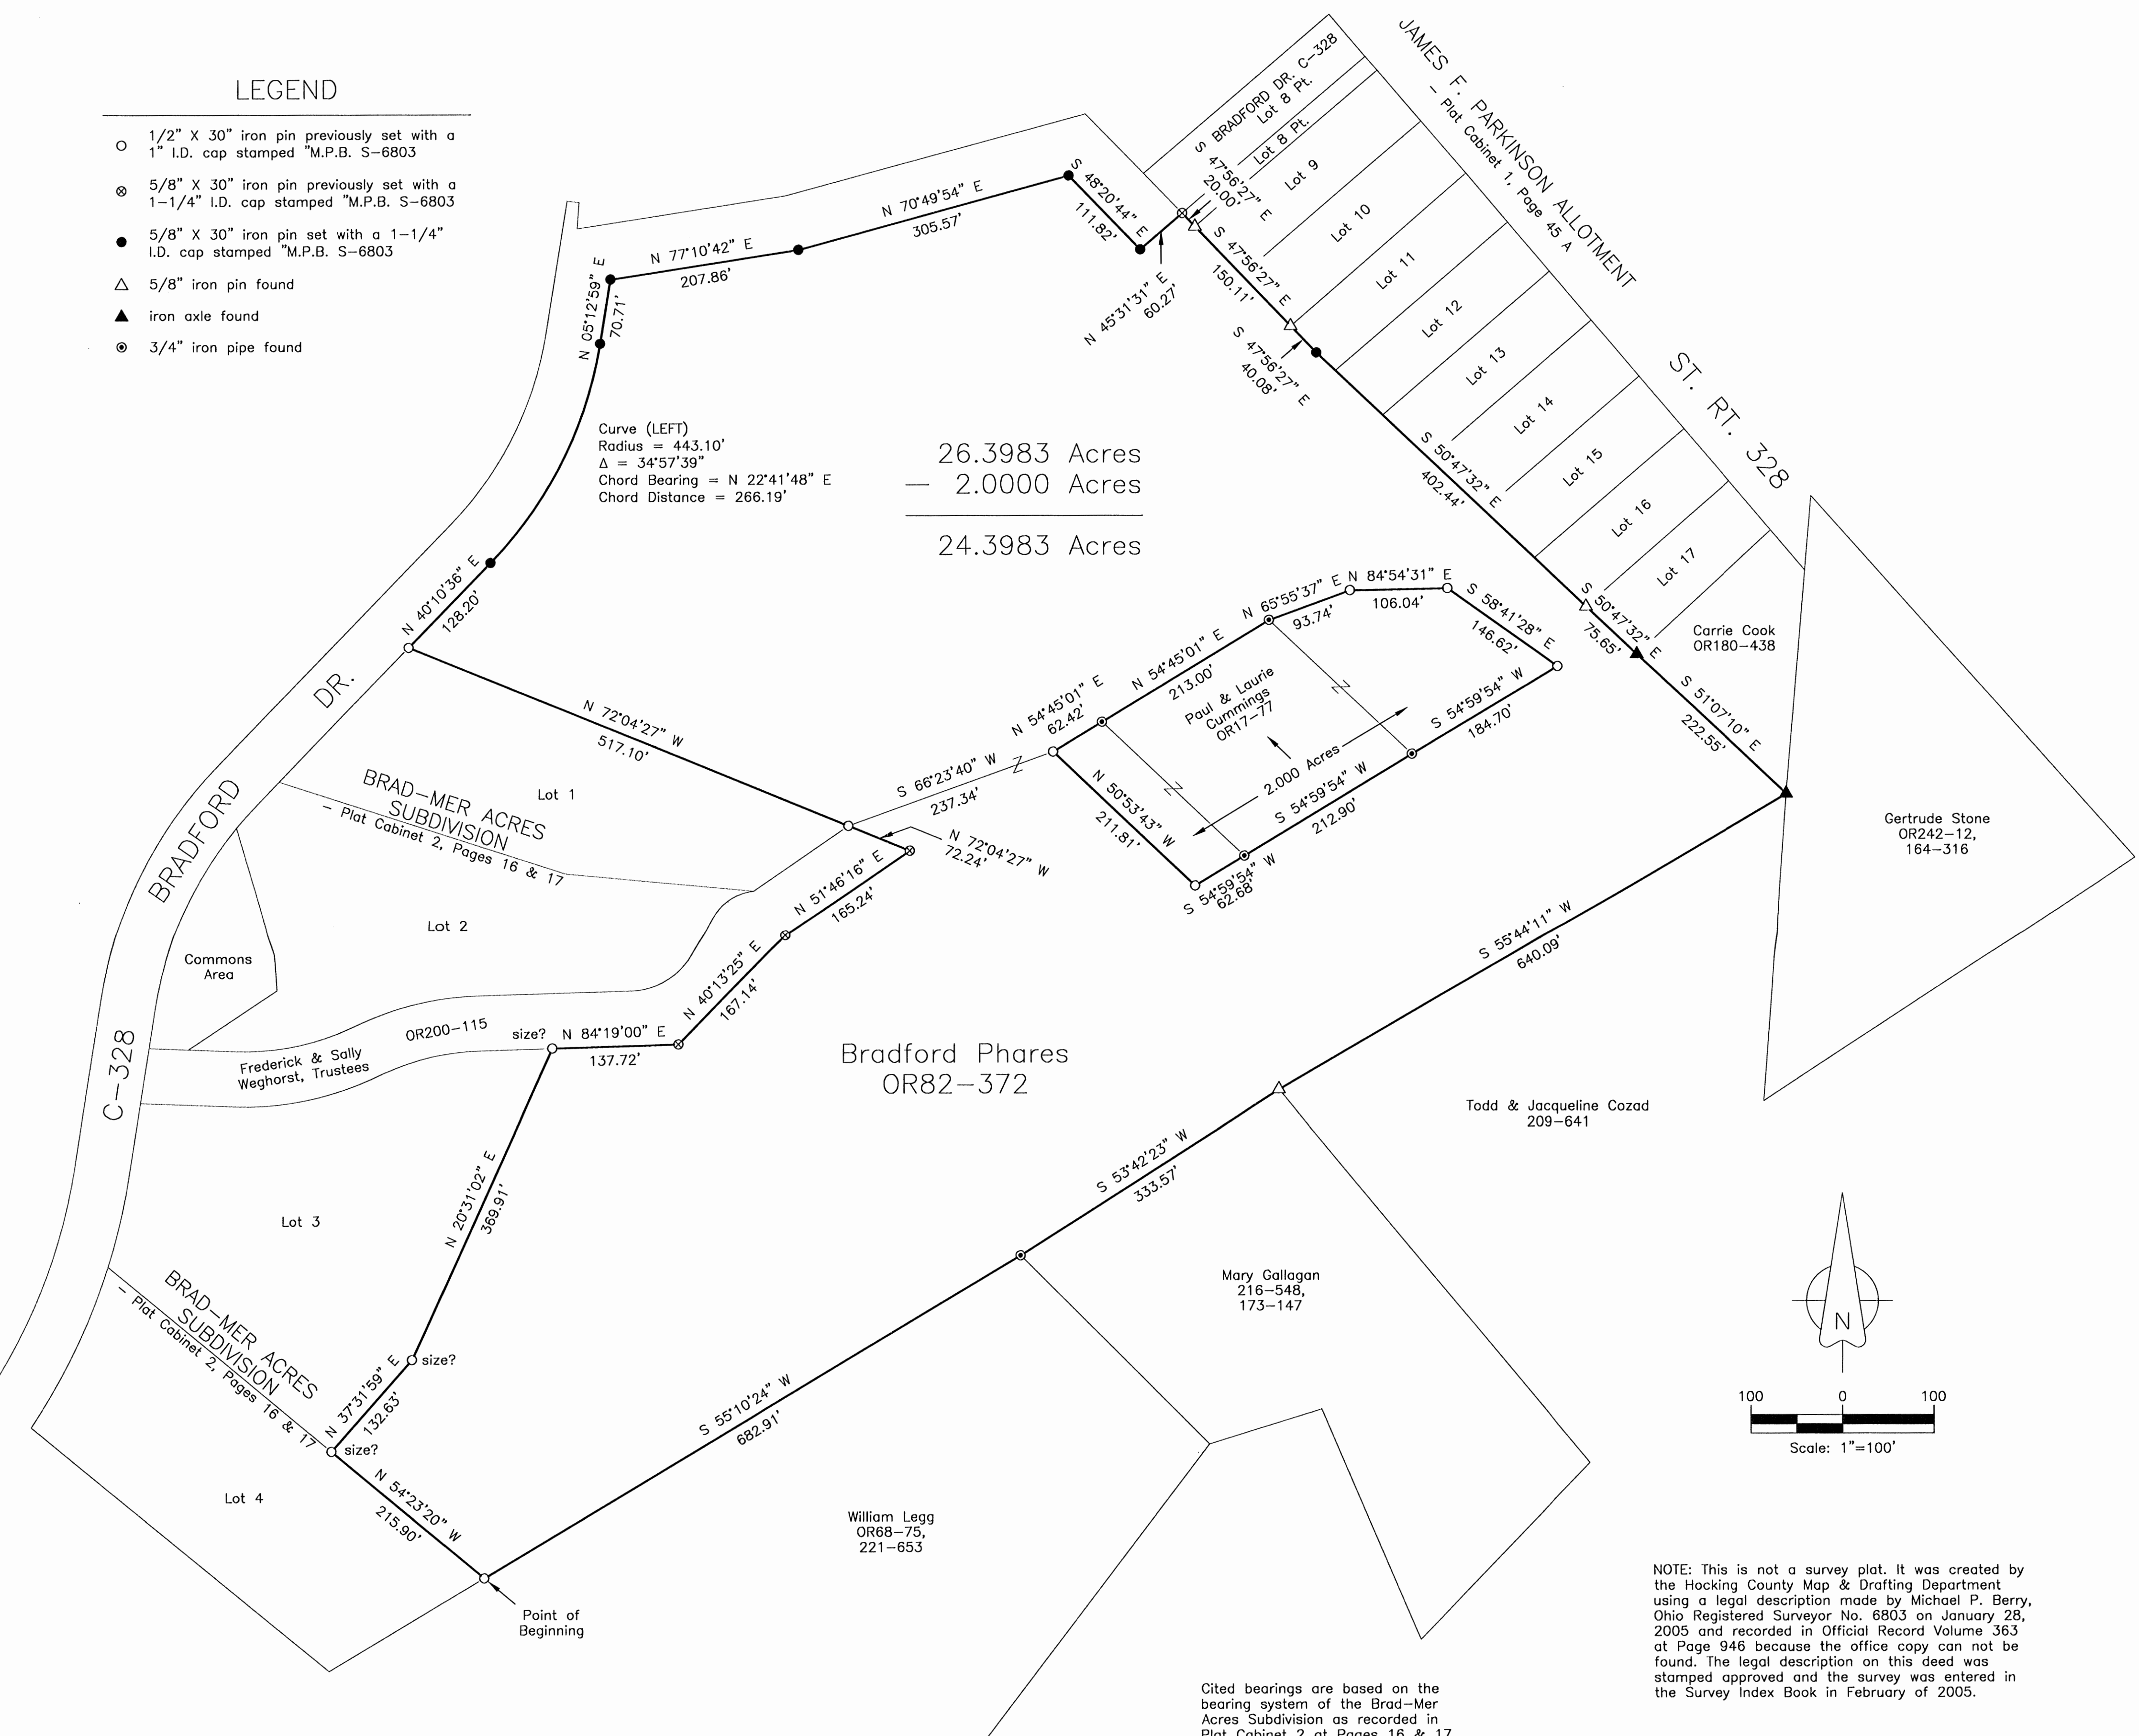 LEGEND
1/2" X 30" iron pin previously set with a
1" I.D. cap stamped "M.P.B. S-6803
5/8" X 30" iron pin previously set with a
1-1/4" I.D. cap stamped "M.P.B. S-6803
5/8" X 30" iron pin set with a 1-1/4"
I.D. cap stamped "M.P.B. S-6803
5/8" iron pin found
iron axle found
3/4" iron pipe found
JAMES F. PARKINSON ALLOTMENT
- Plat Cabinet 1, Page 45 A
ST. RT. 328
BRADFORD DR. C-328
Lot 8 Pt.
Lot 8 Pt.
Lot 9
Lot 10
Lot 11
Lot 12
Lot 13
Lot 14
Lot 15
Lot 16
Lot 17
N 05°12'59" E
70.71'
N 77°10'42" E
207.86'
N 70°49'54" E
305.57'
S 48°20'44" E
111.82'
N 45°31'31" E
60.27'
S 47°56'27" E
20.00'
S 47°56'27" E
150.11'
S 47°56'27" E
40.08'
S 50°47'32" E
402.44'
S 50°47'32" E
75.65'
S 51°07'10" E
222.55'
Carrie Cook
OR180-438
Gertrude Stone
OR242-12,
164-316
Curve (LEFT)
Radius = 443.10'
Δ = 34°57'39"
Chord Bearing = N 22°41'48" E
Chord Distance = 266.19'
26.3983 Acres
- 2.0000 Acres
24.3983 Acres
N 40°10'36" E
128.20'
N 72°04'27" W
517.10'
S 66°23'40" W
237.34'
N 72°04'27" W
72.24'
N 54°45'01" E
62.42'
N 54°45'01" E
213.00'
N 65°55'37" E
93.74'
N 84°54'31" E
106.04'
S 58°41'28" E
146.62'
S 54°59'54" W
184.70'
S 54°59'54" W
212.90'
S 54°59'54" W
62.68'
N 50°53'43" W
211.81'
Paul & Laurie
Cummings
OR17-77
2.000 Acres
BRADFORD DR.
C-328
BRAD-MER ACRES
SUBDIVISION
- Plat Cabinet 2, Pages 16 & 17
Lot 1
Lot 2
Commons
Area
OR200-115
Frederick & Sally
Weghorst, Trustees
N 51°46'16" E
165.24'
N 40°13'25" E
167.14'
size?
N 84°19'00" E
137.72'
Bradford Phares
OR82-372
S 55°44'11" W
640.09'
Todd & Jacqueline Cozad
209-641
S 53°42'23" W
333.57'
Mary Gallagan
216-548,
173-147
N 20°31'02" E
369.91'
Lot 3
BRAD-MER ACRES
SUBDIVISION
- Plat Cabinet 2, Pages 16 & 17
size?
N 37°31'59" E
132.63'
size?
Lot 4
N 54°23'20" W
215.90'
S 55°10'24" W
682.91'
William Legg
OR68-75,
221-653
Point of
Beginning
N
100 0 100
Scale: 1"=100'
NOTE: This is not a survey plat. It was created by
the Hocking County Map & Drafting Department
using a legal description made by Michael P. Berry,
Ohio Registered Surveyor No. 6803 on January 28,
2005 and recorded in Official Record Volume 363
at Page 946 because the office copy can not be
found. The legal description on this deed was
stamped approved and the survey was entered in
the Survey Index Book in February of 2005.
Cited bearings are based on the
bearing system of the Brad-Mer
Acres Subdivision as recorded in
Plat Cabinet 2 at Pages 16 & 17